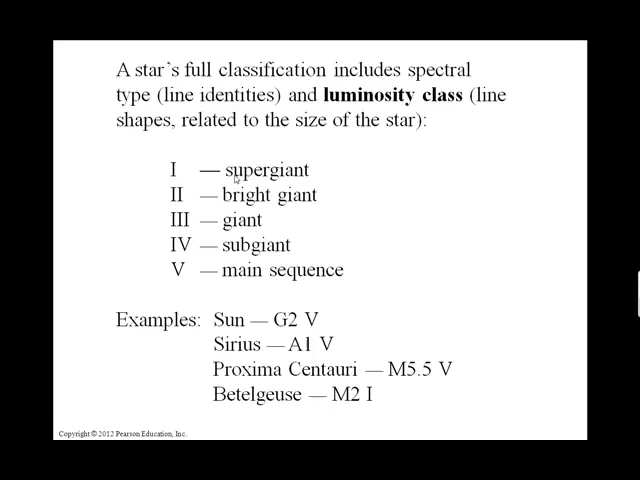 A star’s full classification includes spectral
type (line identities) and luminosity class (line
shapes, related to the size of the star):
I — supergiant
II — bright giant
III — giant
IV — subgiant
V — main sequence
Examples: Sun — G2 V
Sirius — A1 V
Proxima Centauri — M5.5 V
Betelgeuse — M2 I
Copyright © 2012 Pearson Education, Inc.